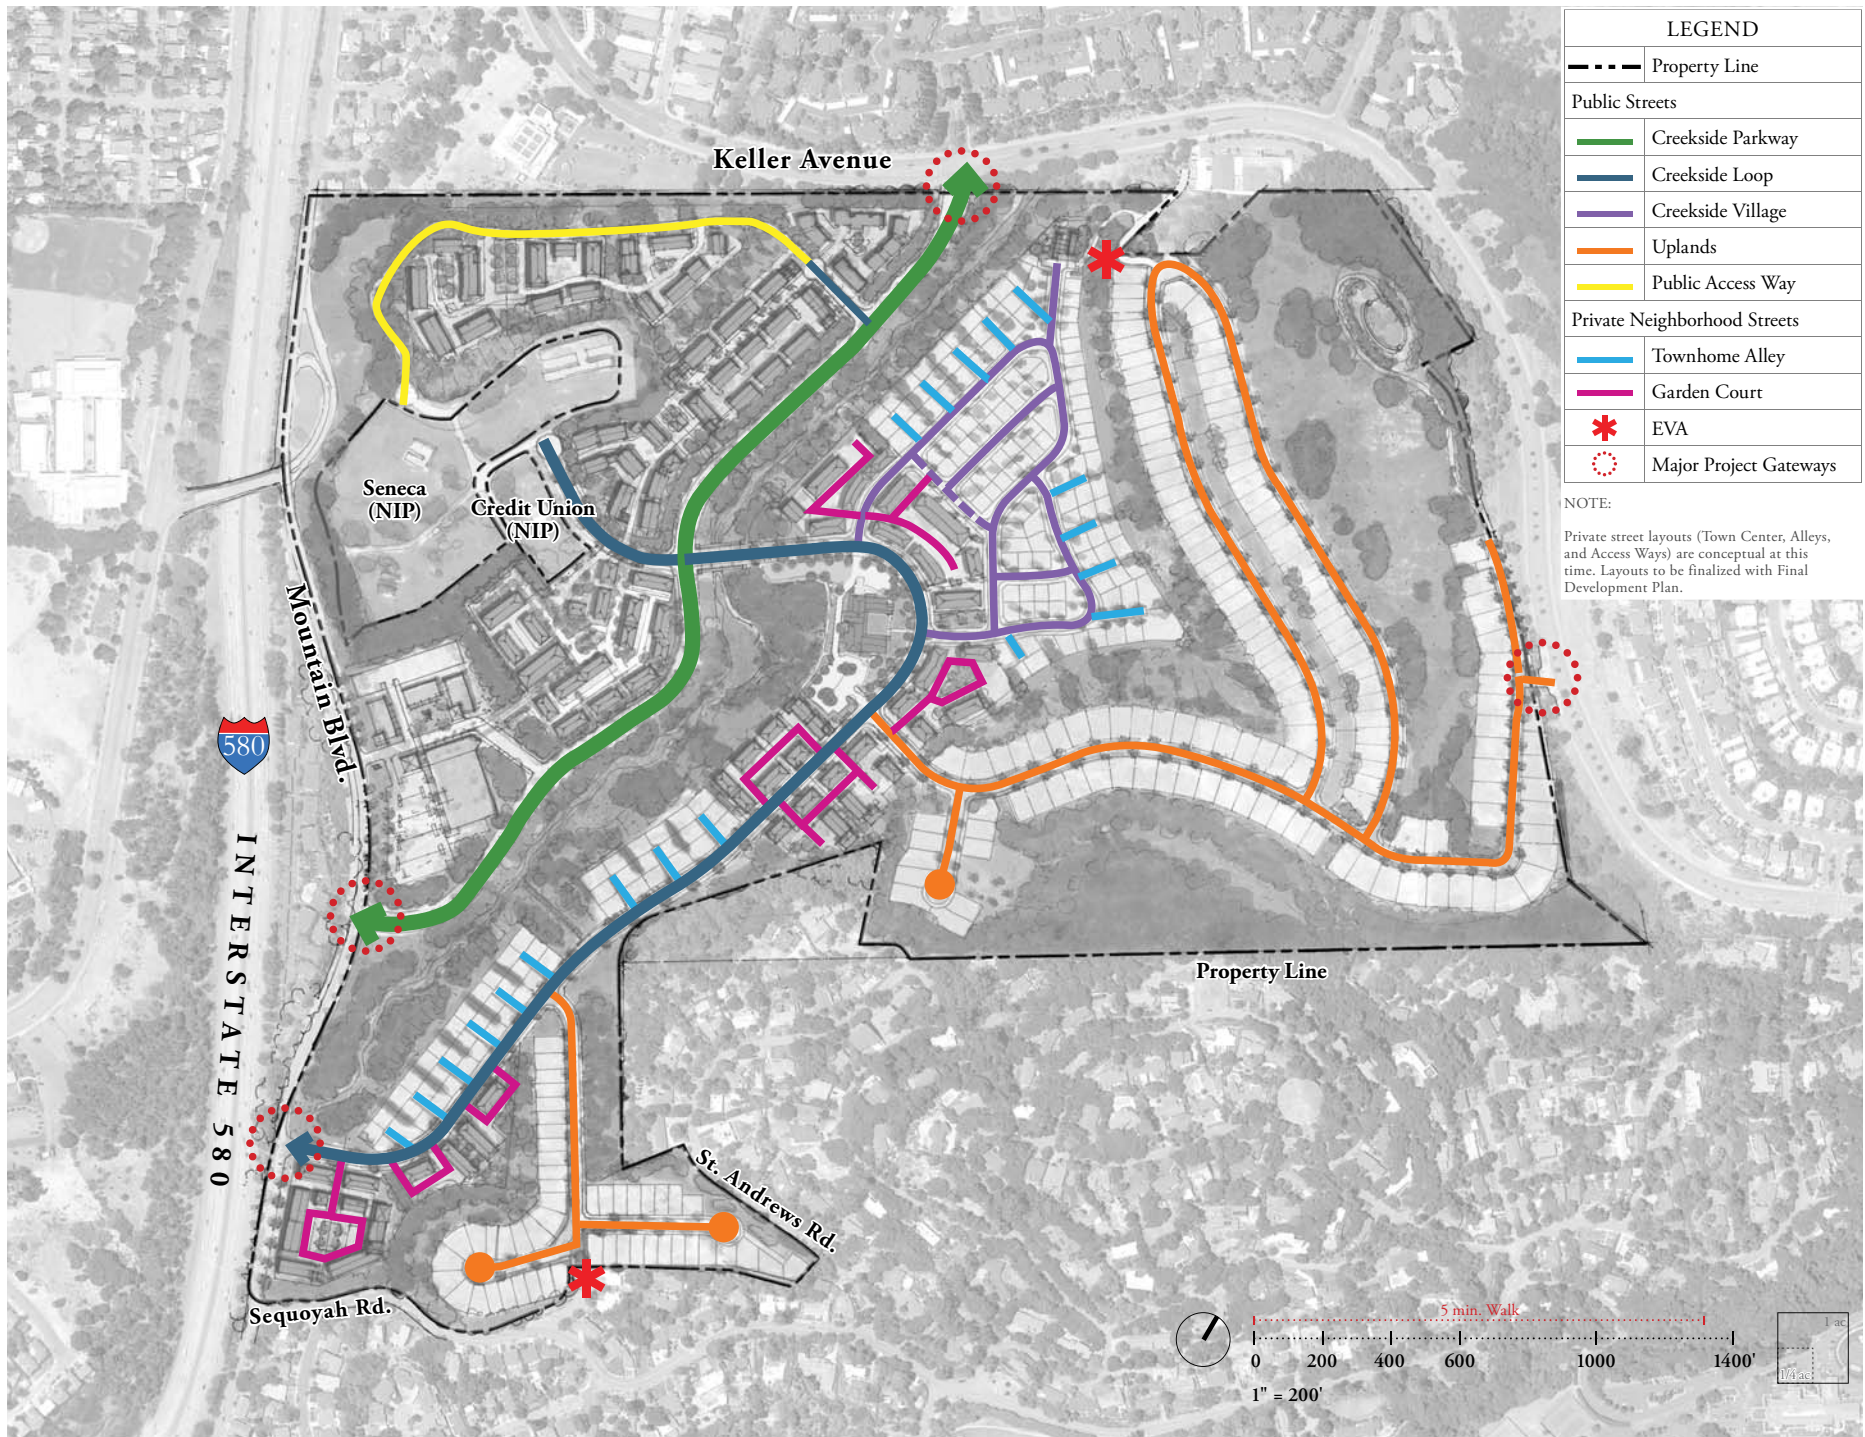 LEGEND
Property Line
Public Streets
Creekside Parkway
Creekside Loop
Creekside Village
Uplands
Public Access Way
Private Neighborhood Streets
Townhome Alley
Garden Court
EVA
Major Project Gateways
NOTE:
Private street layouts (Town Center, Alleys,
and Access Ways) are conceptual at this
time. Layouts to be finalized with Final
Development Plan.
Keller Avenue
Seneca
(NIP)
Credit Union
(NIP)
Mountain Blvd.
580
INTERSTATE 580
Property Line
St. Andrews Rd.
Sequoyah Rd.
5 min. Walk
0 200 400 600 1000 1400'
1" = 200'
1 ac
1/4 ac